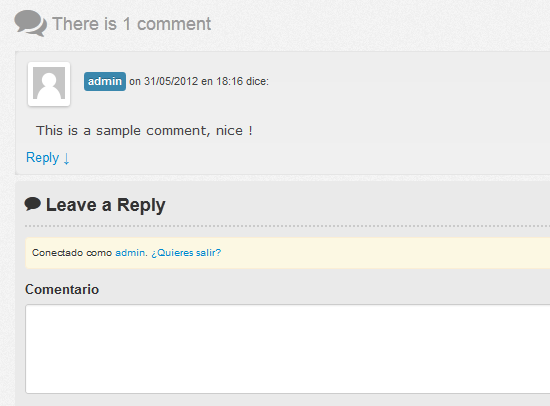 There is 1 comment
admin on 31/05/2012 en 18:16 dice:
This is a sample comment, nice !
Reply ↓
Leave a Reply
Conectado como admin. ¿Quieres salir?
Comentario